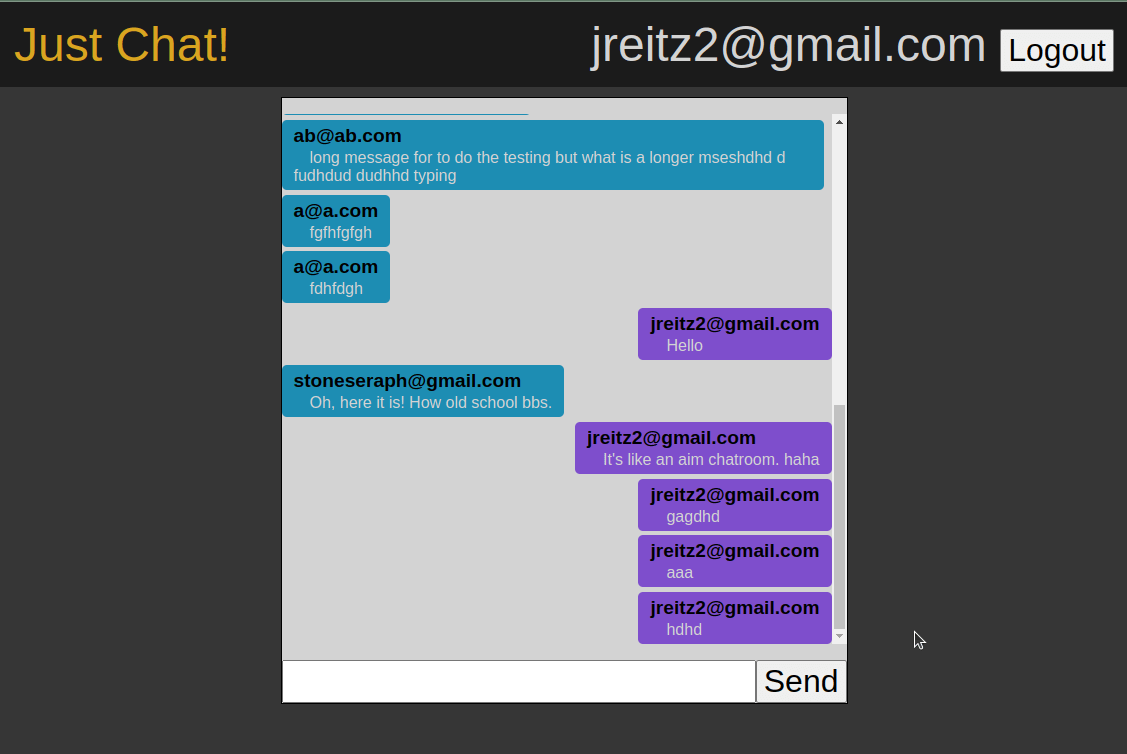 Just Chat!
jreitz2@gmail.com Logout
ab@ab.com
long message for to do the testing but what is a longer mseshdhd d
fudhdud dudhhd typing
a@a.com
fgfhfgfgh
a@a.com
fdhfdgh
jreitz2@gmail.com
Hello
stoneseraph@gmail.com
Oh, here it is! How old school bbs.
jreitz2@gmail.com
It's like an aim chatroom. haha
jreitz2@gmail.com
gagdhd
jreitz2@gmail.com
aaa
jreitz2@gmail.com
hdhd
Send